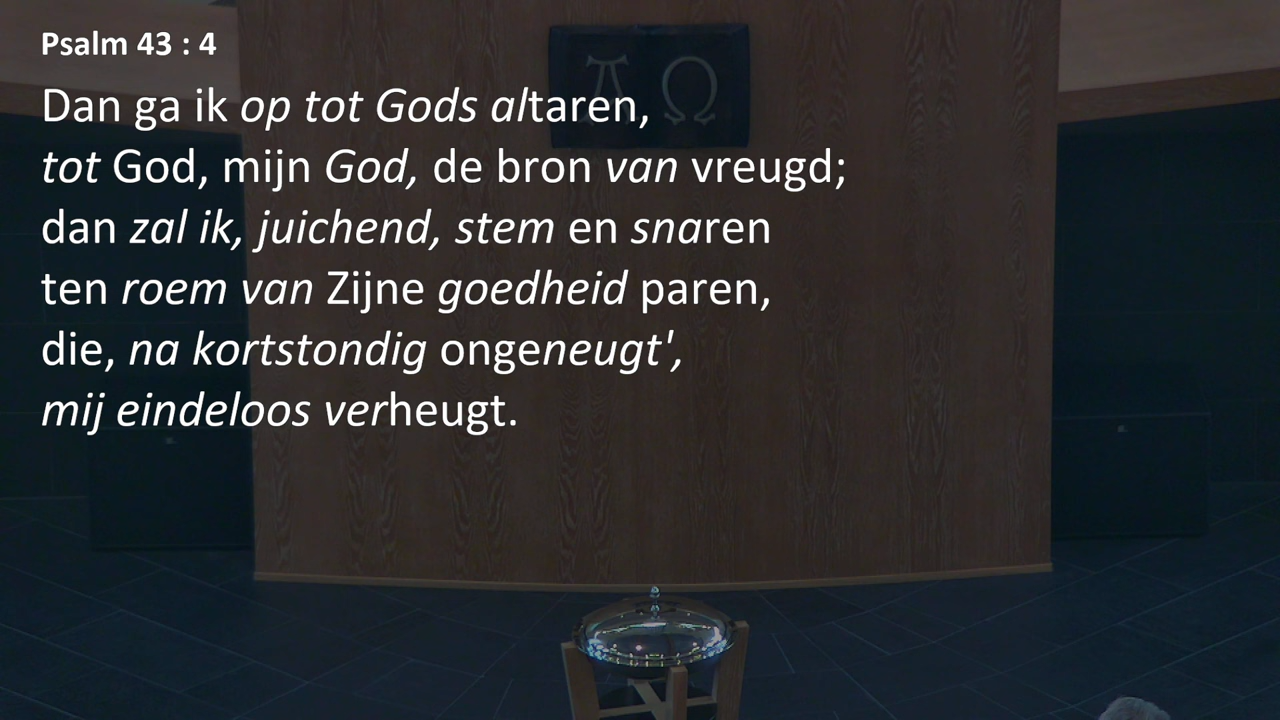 Psalm 43 : 4
Dan ga ik op tot Gods altaren,
tot God, mijn God, de bron van vreugd;
dan zal ik, juichend, stem en snaren
ten roem van Zijne goedheid paren,
die, na kortstondig ongeneugt',
mij eindeloos verheugt.
Α Ω